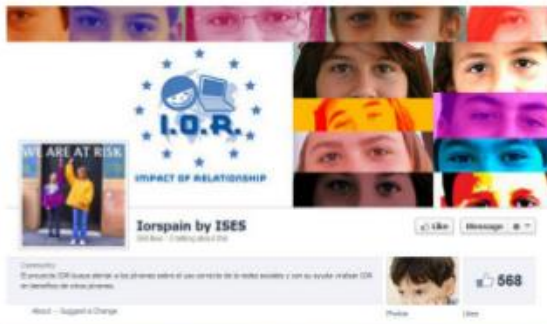 I.O.R.
IMPACT OF RELATIONSHIP
WE ARE AT RISK
Iorspain by ISES
Like
Message
Community
El proyecto IOR busca alertar a los jóvenes sobre el uso correcto de la redes sociales y con su ayuda viralizar IOR
en beneficio de otros jóvenes.
568
About - Suggest a Change
Photos
Likes